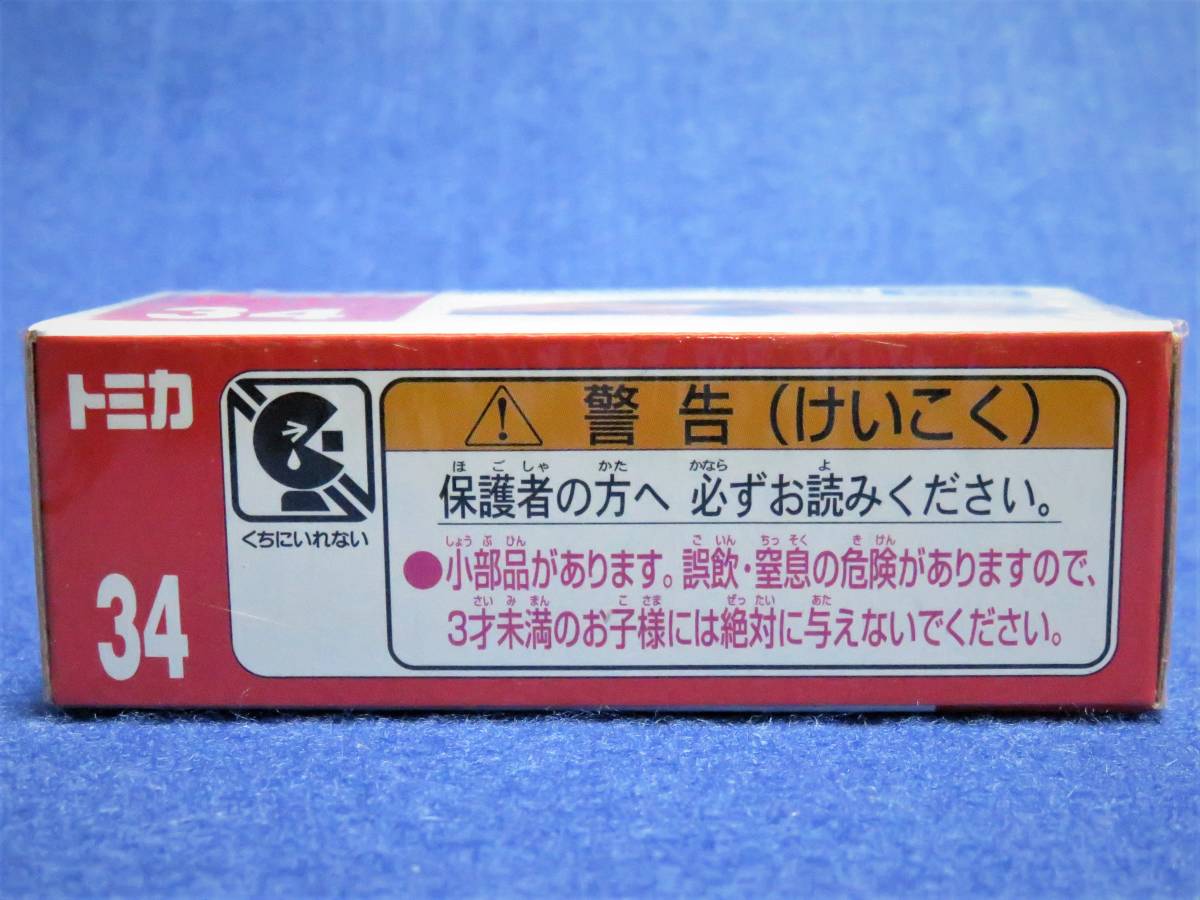 34
トミカ
34
くちにいれない
警告(けいこく)
ほごしゃ かた かなら よ
保護者の方へ 必ずお読みください。
しょうぶひん ごいん ちっそく きけん
●小部品があります。誤飲・窒息の危険がありますので、
さいみまん こさま ぜったい あた
3才未満のお子様には絶対に与えないでください。